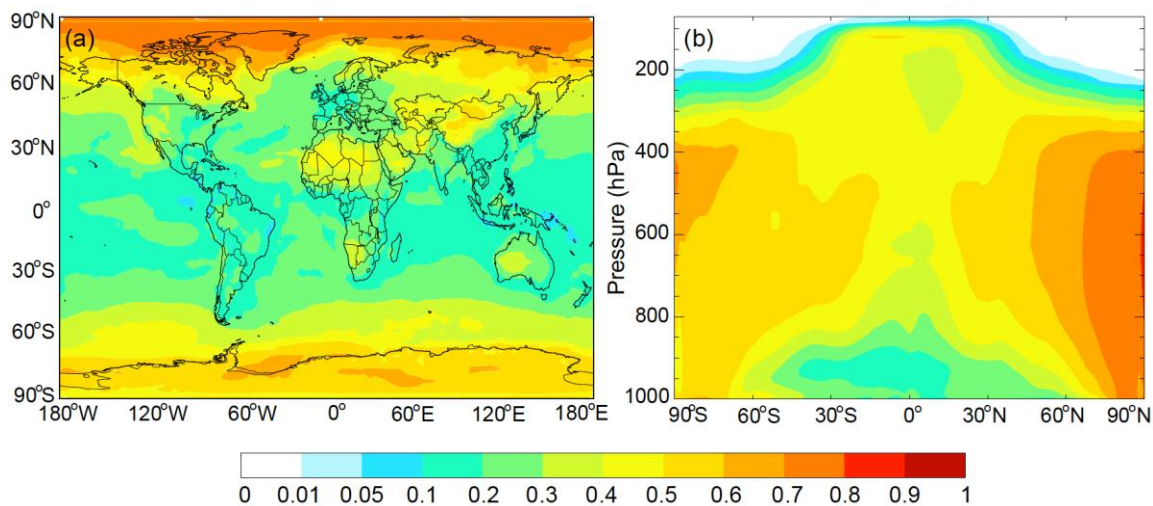 (a)
90°N
60°N
30°N
0°
30°S
60°S
90°S
180°W 120°W 60°W 0° 60°E 120°E 180°E
(b)
Pressure (hPa)
200
400
600
800
1000
90°S 60°S 30°S 0° 30°N 60°N 90°N
0 0.01 0.05 0.1 0.2 0.3 0.4 0.5 0.6 0.7 0.8 0.9 1